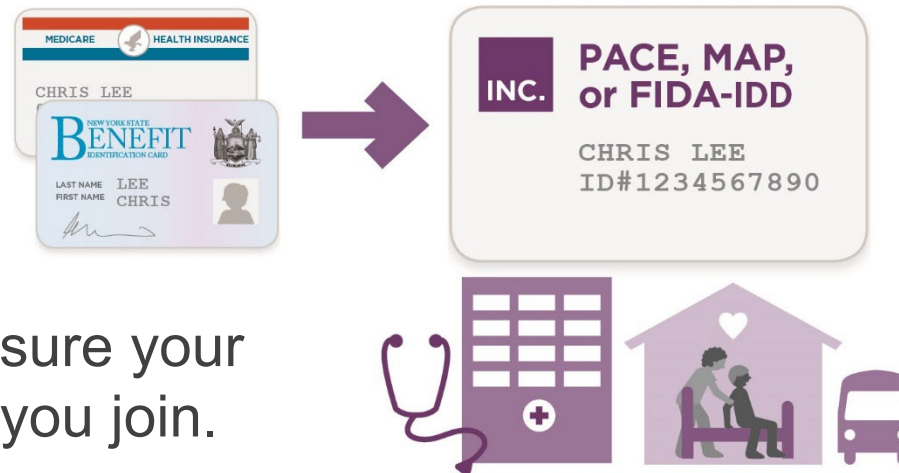 MEDICARE HEALTH INSURANCE
CHRIS LEE
NEW YORK STATE
BENEFIT
IDENTIFICATION CARD
LAST NAME LEE
FIRST NAME CHRIS
INC.
PACE, MAP,
or FIDA-IDD
CHRIS LEE
ID#1234567890
sure your
you join.